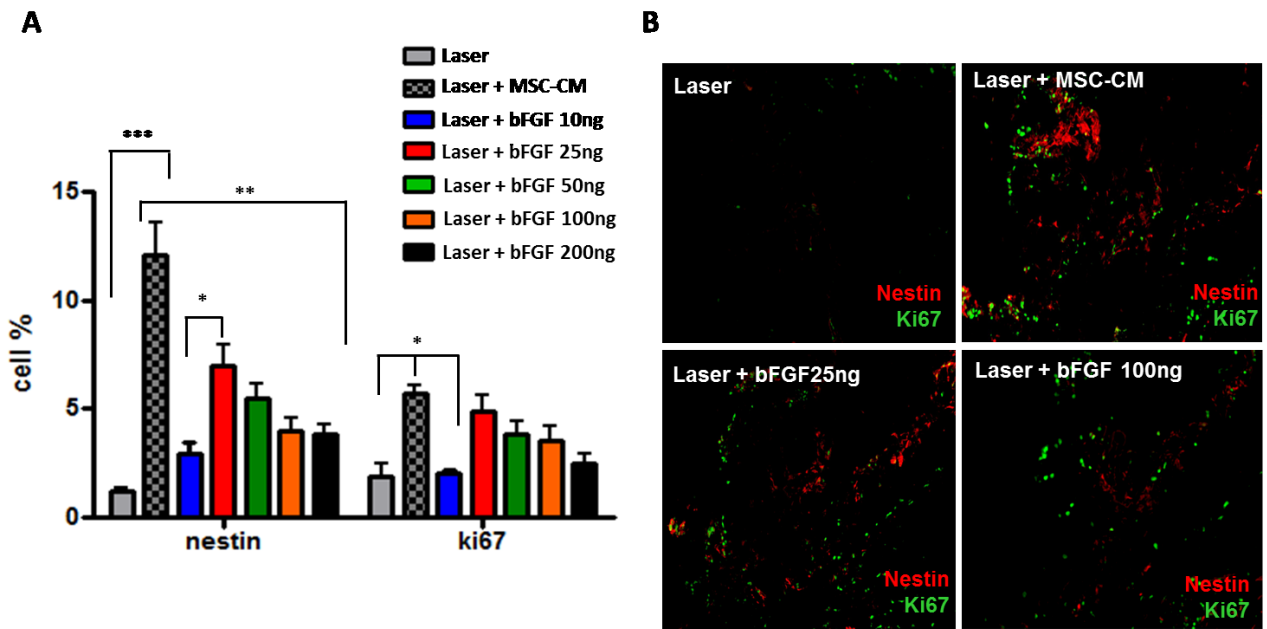 A
Laser
Laser + MSC-CM
Laser + bFGF 10ng
Laser + bFGF 25ng
Laser + bFGF 50ng
Laser + bFGF 100ng
Laser + bFGF 200ng
***
**
*
*
15
10
5
0
cell %
nestin
ki67
B
Laser
Nestin
Ki67
Laser + MSC-CM
Nestin
Ki67
Laser + bFGF25ng
Nestin
Ki67
Laser + bFGF 100ng
Nestin
Ki67